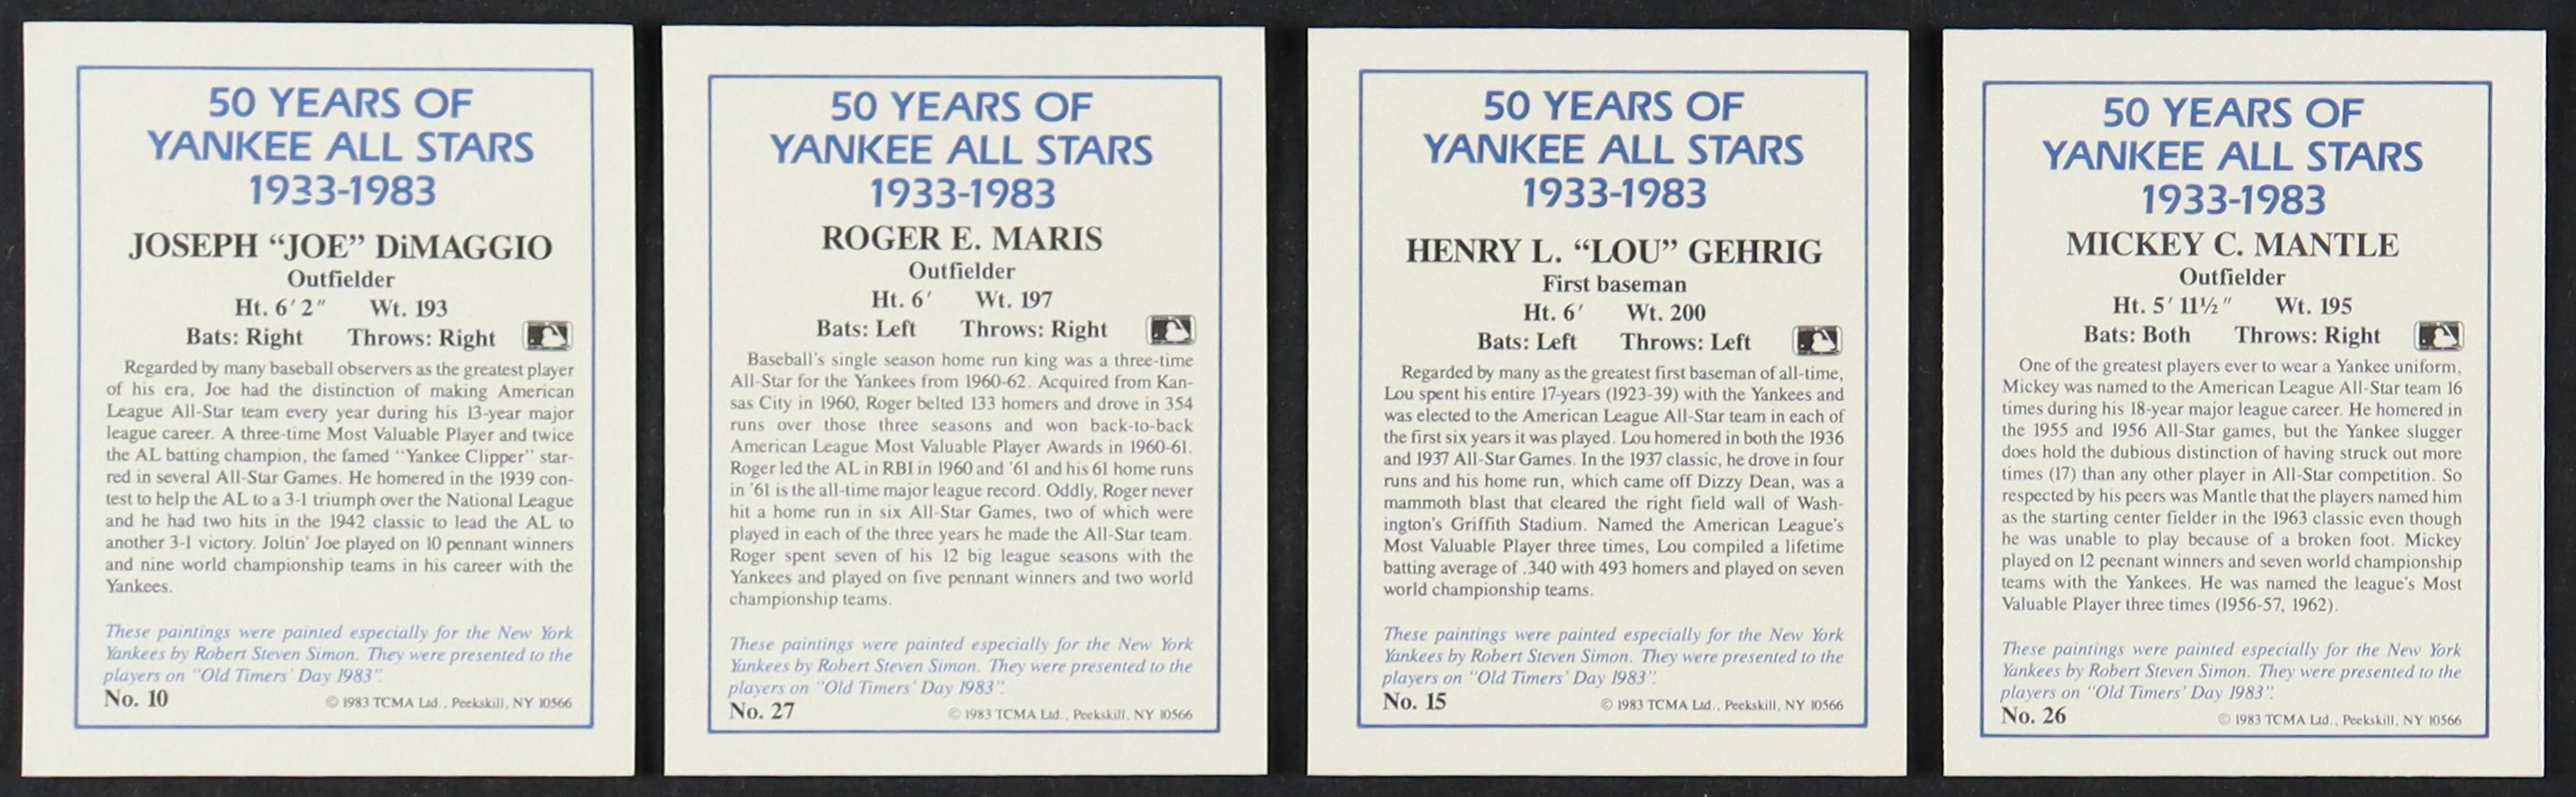 50 YEARS OF
YANKEE ALL STARS
1933-1983
JOSEPH “JOE” DiMAGGIO
Outfielder
Ht. 6′ 2″ Wt. 193
Bats: Right Throws: Right
Regarded by many baseball observers as the greatest player
of his era, Joe had the distinction of making American
League All-Star team every year during his 13-year major
league career. A three-time Most Valuable Player and twice
the AL batting champion, the famed “Yankee Clipper” star-
red in several All-Star Games. He homered in the 1939 con-
test to help the AL to a 3-1 triumph over the National League
and he had two hits in the 1942 classic to lead the AL to
another 3-1 victory. Joltin’ Joe played on 10 pennant winners
and nine world championship teams in his career with the
Yankees.
These paintings were painted especially for the New York
Yankees by Robert Steven Simon. They were presented to the
players on “Old Timers’ Day 1983”.
No. 10 © 1983 TCMA Ltd., Peekskill, NY 10566
50 YEARS OF
YANKEE ALL STARS
1933-1983
ROGER E. MARIS
Outfielder
Ht. 6′ Wt. 197
Bats: Left Throws: Right
Baseball’s single season home run king was a three-time
All-Star for the Yankees from 1960-62. Acquired from Kan-
sas City in 1960, Roger belted 133 homers and drove in 354
runs over those three seasons and won back-to-back
American League Most Valuable Player Awards in 1960-61.
Roger led the AL in RBI in 1960 and ’61 and his 61 home runs
in ’61 is the all-time major league record. Oddly, Roger never
hit a home run in six All-Star Games, two of which were
played in each of the three years he made the All-Star team.
Roger spent seven of his 12 big league seasons with the
Yankees and played on five pennant winners and two world
championship teams.
These paintings were painted especially for the New York
Yankees by Robert Steven Simon. They were presented to the
players on “Old Timers’ Day 1983”.
No. 27 © 1983 TCMA Ltd., Peekskill, NY 10566
50 YEARS OF
YANKEE ALL STARS
1933-1983
HENRY L. “LOU” GEHRIG
First baseman
Ht. 6′ Wt. 200
Bats: Left Throws: Left
Regarded by many as the greatest first baseman of all-time,
Lou spent his entire 17-years (1923-39) with the Yankees and
was elected to the American League All-Star team in each of
the first six years it was played. Lou homered in both the 1936
and 1937 All-Star Games. In the 1937 classic, he drove in four
runs and his home run, which came off Dizzy Dean, was a
mammoth blast that cleared the right field wall of Wash-
ington’s Griffith Stadium. Named the American League’s
Most Valuable Player three times, Lou compiled a lifetime
batting average of .340 with 493 homers and played on seven
world championship teams.
These paintings were painted especially for the New York
Yankees by Robert Steven Simon. They were presented to the
players on “Old Timers’ Day 1983”.
No. 15 © 1983 TCMA Ltd., Peekskill, NY 10566
50 YEARS OF
YANKEE ALL STARS
1933-1983
MICKEY C. MANTLE
Outfielder
Ht. 5′ 11½″ Wt. 195
Bats: Both Throws: Right
One of the greatest players ever to wear a Yankee uniform,
Mickey was named to the American League All-Star team 16
times during his 18-year major league career. He homered in
the 1955 and 1956 All-Star games, but the Yankee slugger
does hold the dubious distinction of having struck out more
times (17) than any other player in All-Star competition. So
respected by his peers was Mantle that the players named him
as the starting center fielder in the 1963 classic even though
he was unable to play because of a broken foot. Mickey
played on 12 peenant winners and seven world championship
teams with the Yankees. He was named the league’s Most
Valuable Player three times (1956-57, 1962).
These paintings were painted especially for the New York
Yankees by Robert Steven Simon. They were presented to the
players on “Old Timers’ Day 1983”.
No. 26 © 1983 TCMA Ltd., Peekskill, NY 10566